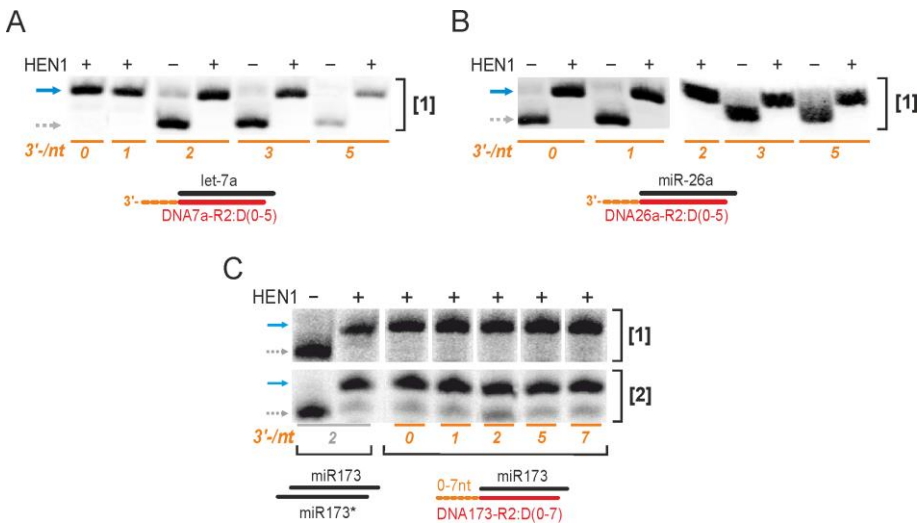 A
HEN1 + + – + – + – +
[1]
3'-/nt 0 1 2 3 5
let-7a
3'-
DNA7a-R2:D(0-5)
B
HEN1 – + – + + – + – +
[1]
3'-/nt 0 1 2 3 5
miR-26a
3'-
DNA26a-R2:D(0-5)
C
HEN1 – + + + + + +
[1]
[2]
3'-/nt 2 0 1 2 5 7
miR173
miR173*
0-7nt
miR173
DNA173-R2:D(0-7)